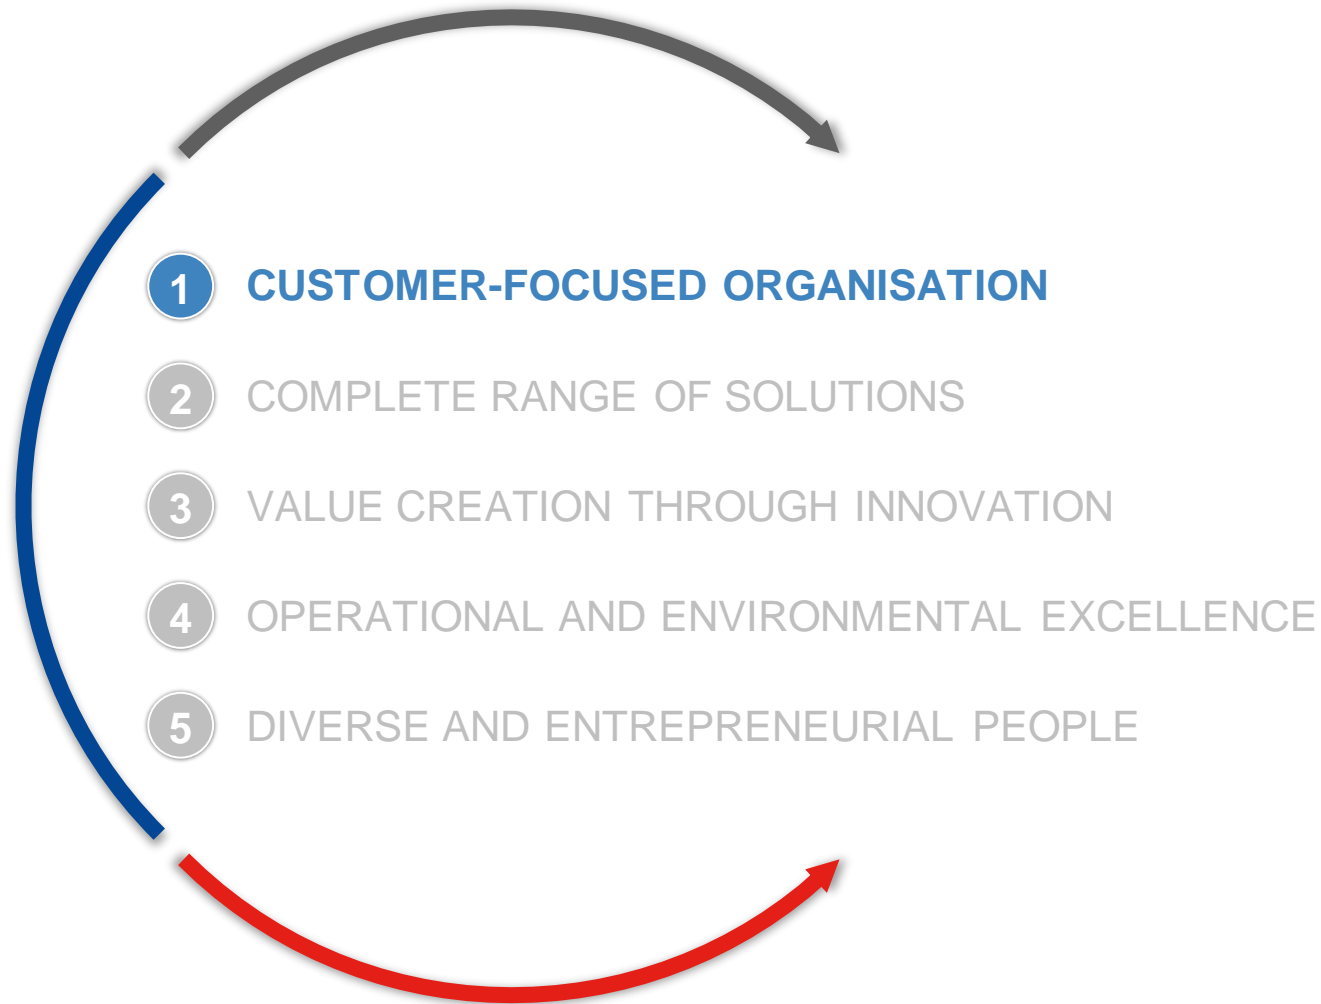 1 CUSTOMER-FOCUSED ORGANISATION
2 COMPLETE RANGE OF SOLUTIONS
3 VALUE CREATION THROUGH INNOVATION
4 OPERATIONAL AND ENVIRONMENTAL EXCELLENCE
5 DIVERSE AND ENTREPRENEURIAL PEOPLE